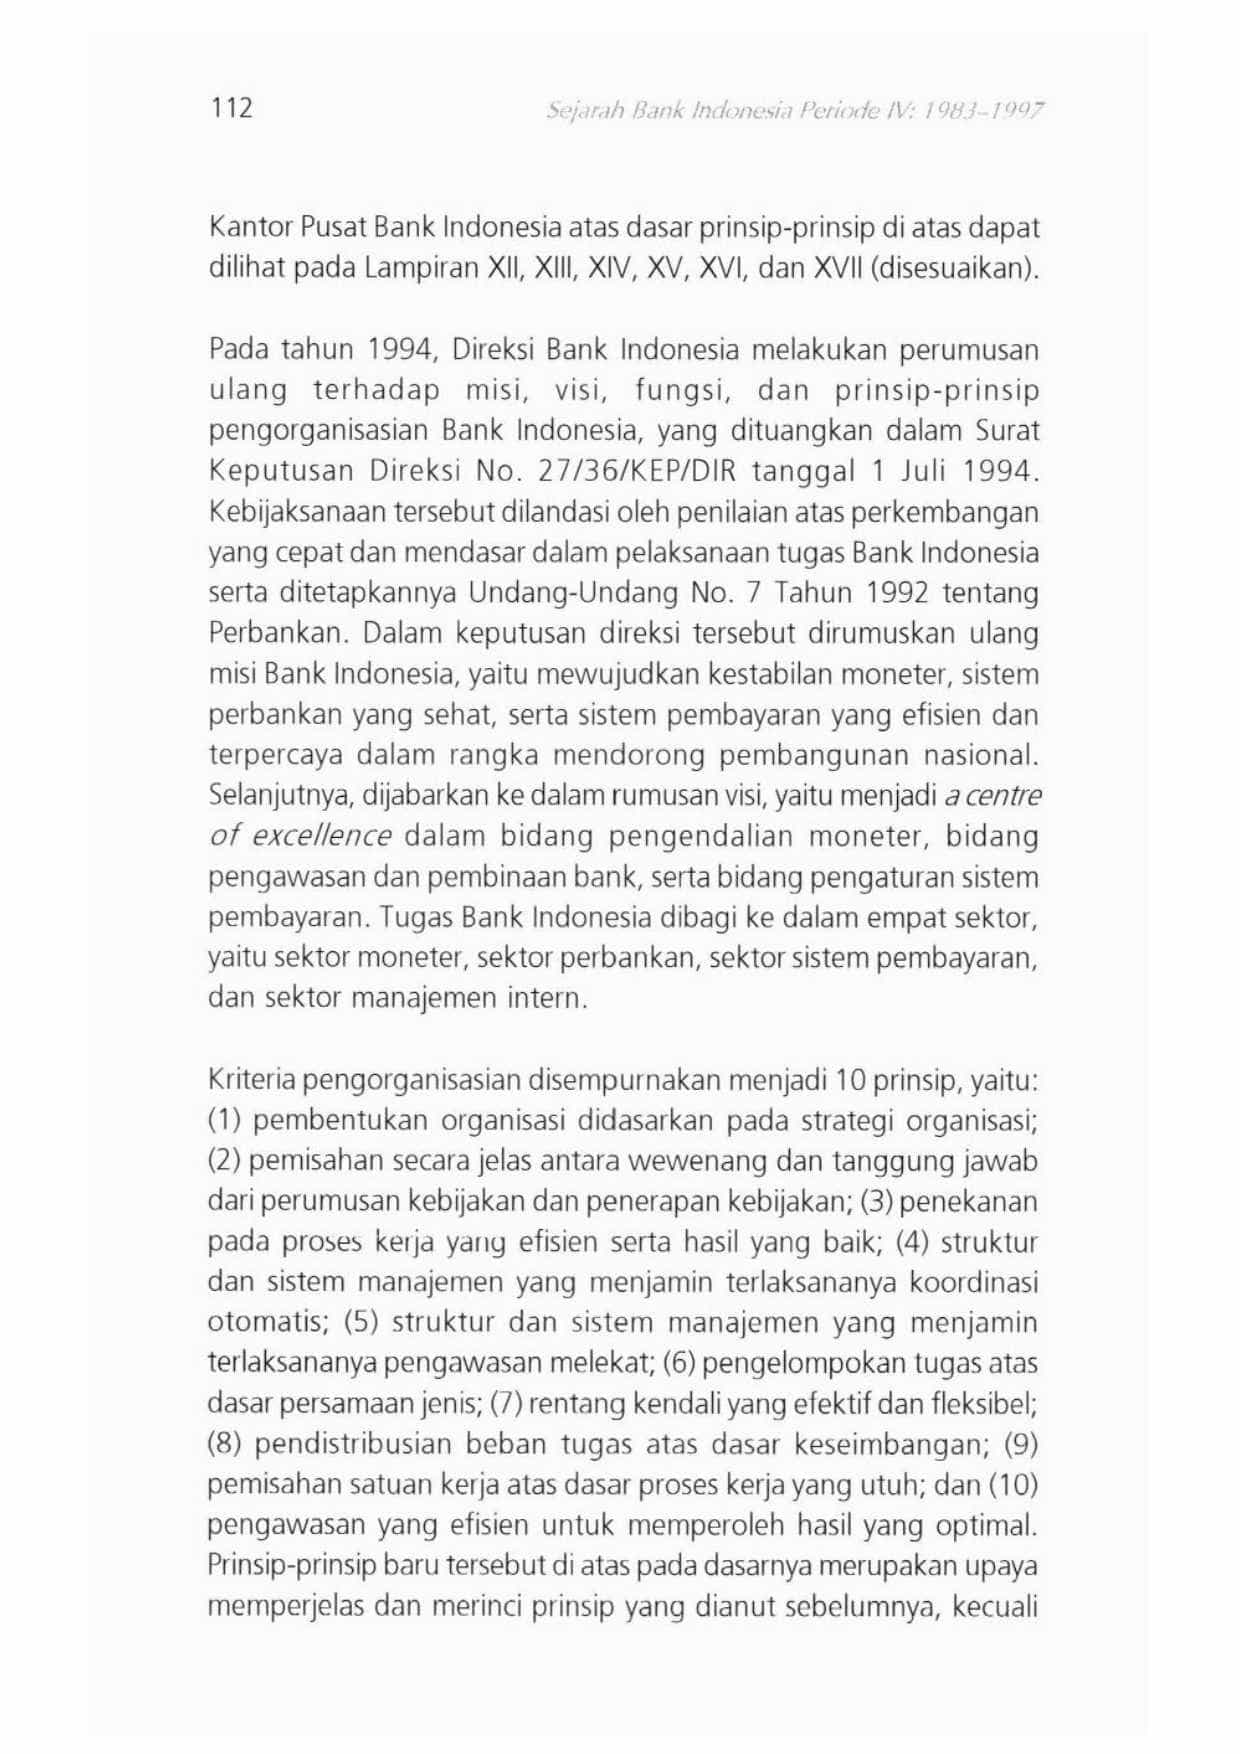 112
Sejarah Bank Indonesia Periode IV: 1983–1997
Kantor Pusat Bank Indonesia atas dasar prinsip-prinsip di atas dapat
dilihat pada Lampiran XII, XIII, XIV, XV, XVI, dan XVII (disesuaikan).
Pada tahun 1994, Direksi Bank Indonesia melakukan perumusan
ulang terhadap misi, visi, fungsi, dan prinsip-prinsip
pengorganisasian Bank Indonesia, yang dituangkan dalam Surat
Keputusan Direksi No. 27/36/KEP/DIR tanggal 1 Juli 1994.
Kebijaksanaan tersebut dilandasi oleh penilaian atas perkembangan
yang cepat dan mendasar dalam pelaksanaan tugas Bank Indonesia
serta ditetapkannya Undang-Undang No. 7 Tahun 1992 tentang
Perbankan. Dalam keputusan direksi tersebut dirumuskan ulang
misi Bank Indonesia, yaitu mewujudkan kestabilan moneter, sistem
perbankan yang sehat, serta sistem pembayaran yang efisien dan
terpercaya dalam rangka mendorong pembangunan nasional.
Selanjutnya, dijabarkan ke dalam rumusan visi, yaitu menjadi a centre
of excellence dalam bidang pengendalian moneter, bidang
pengawasan dan pembinaan bank, serta bidang pengaturan sistem
pembayaran. Tugas Bank Indonesia dibagi ke dalam empat sektor,
yaitu sektor moneter, sektor perbankan, sektor sistem pembayaran,
dan sektor manajemen intern.
Kriteria pengorganisasian disempurnakan menjadi 10 prinsip, yaitu:
(1) pembentukan organisasi didasarkan pada strategi organisasi;
(2) pemisahan secara jelas antara wewenang dan tanggung jawab
dari perumusan kebijakan dan penerapan kebijakan; (3) penekanan
pada proses kerja yang efisien serta hasil yang baik; (4) struktur
dan sistem manajemen yang menjamin terlaksananya koordinasi
otomatis; (5) struktur dan sistem manajemen yang menjamin
terlaksananya pengawasan melekat; (6) pengelompokan tugas atas
dasar persamaan jenis; (7) rentang kendali yang efektif dan fleksibel;
(8) pendistribusian beban tugas atas dasar keseimbangan; (9)
pemisahan satuan kerja atas dasar proses kerja yang utuh; dan (10)
pengawasan yang efisien untuk memperoleh hasil yang optimal.
Prinsip-prinsip baru tersebut di atas pada dasarnya merupakan upaya
memperjelas dan merinci prinsip yang dianut sebelumnya, kecuali